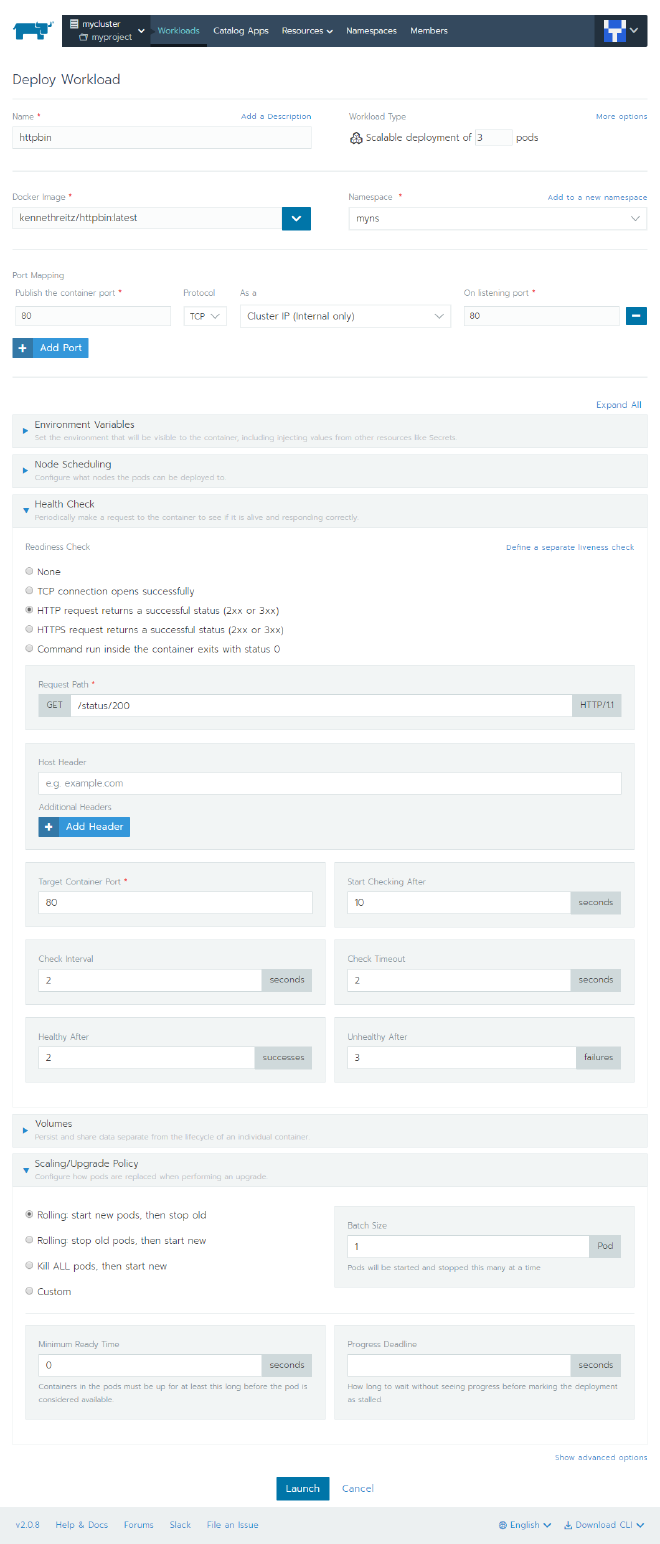 mycluster
myproject
Workloads Catalog Apps Resources Namespaces Members
Deploy Workload
Name * Add a Description Workload Type More options
httpbin Scalable deployment of 3 pods
Docker Image * Namespace * Add to a new namespace
kennethreitz/httpbin:latest myns
Port Mapping
Publish the container port * Protocol As a On listening port *
80 TCP Cluster IP (Internal only) 80
+ Add Port
Expand All
Environment Variables
Set the environment that will be visible to the container, including injecting values from other resources like Secrets.
Node Scheduling
Configure what nodes the pods can be deployed to.
Health Check
Periodically make a request to the container to see if it is alive and responding correctly.
Readiness Check Define a separate liveness check
None
TCP connection opens successfully
HTTP request returns a successful status (2xx or 3xx)
HTTPS request returns a successful status (2xx or 3xx)
Command run inside the container exits with status 0
Request Path *
GET /status/200 HTTP/1.1
Host Header
e.g. example.com
Additional Headers
+ Add Header
Target Container Port * Start Checking After
80 10 seconds
Check Interval Check Timeout
2 seconds 2 seconds
Healthy After Unhealthy After
2 successes 3 failures
Volumes
Persist and share data separate from the lifecycle of an individual container.
Scaling/Upgrade Policy
Configure how pods are replaced when performing an upgrade.
Rolling: start new pods, then stop old
Rolling: stop old pods, then start new
Kill ALL pods, then start new
Custom
Batch Size
1 Pod
Pods will be started and stopped this many at a time
Minimum Ready Time Progress Deadline
0 seconds seconds
Containers in the pods must be up for at least this long before the pod is
considered available.
How long to wait without seeing progress before marking the deployment
as stalled.
Show advanced options
Launch Cancel
v2.0.8 Help & Docs Forums Slack File an Issue English Download CLI